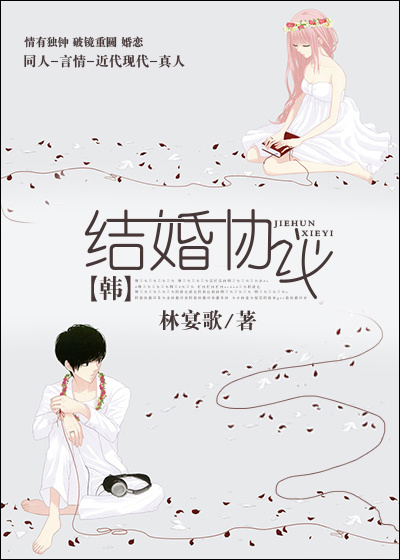 情有独钟 破镜重圆 婚恋
同人-言情-近代现代-真人
结婚协议
JIEHUN
XIEYI
【韩】
林宴歌/著